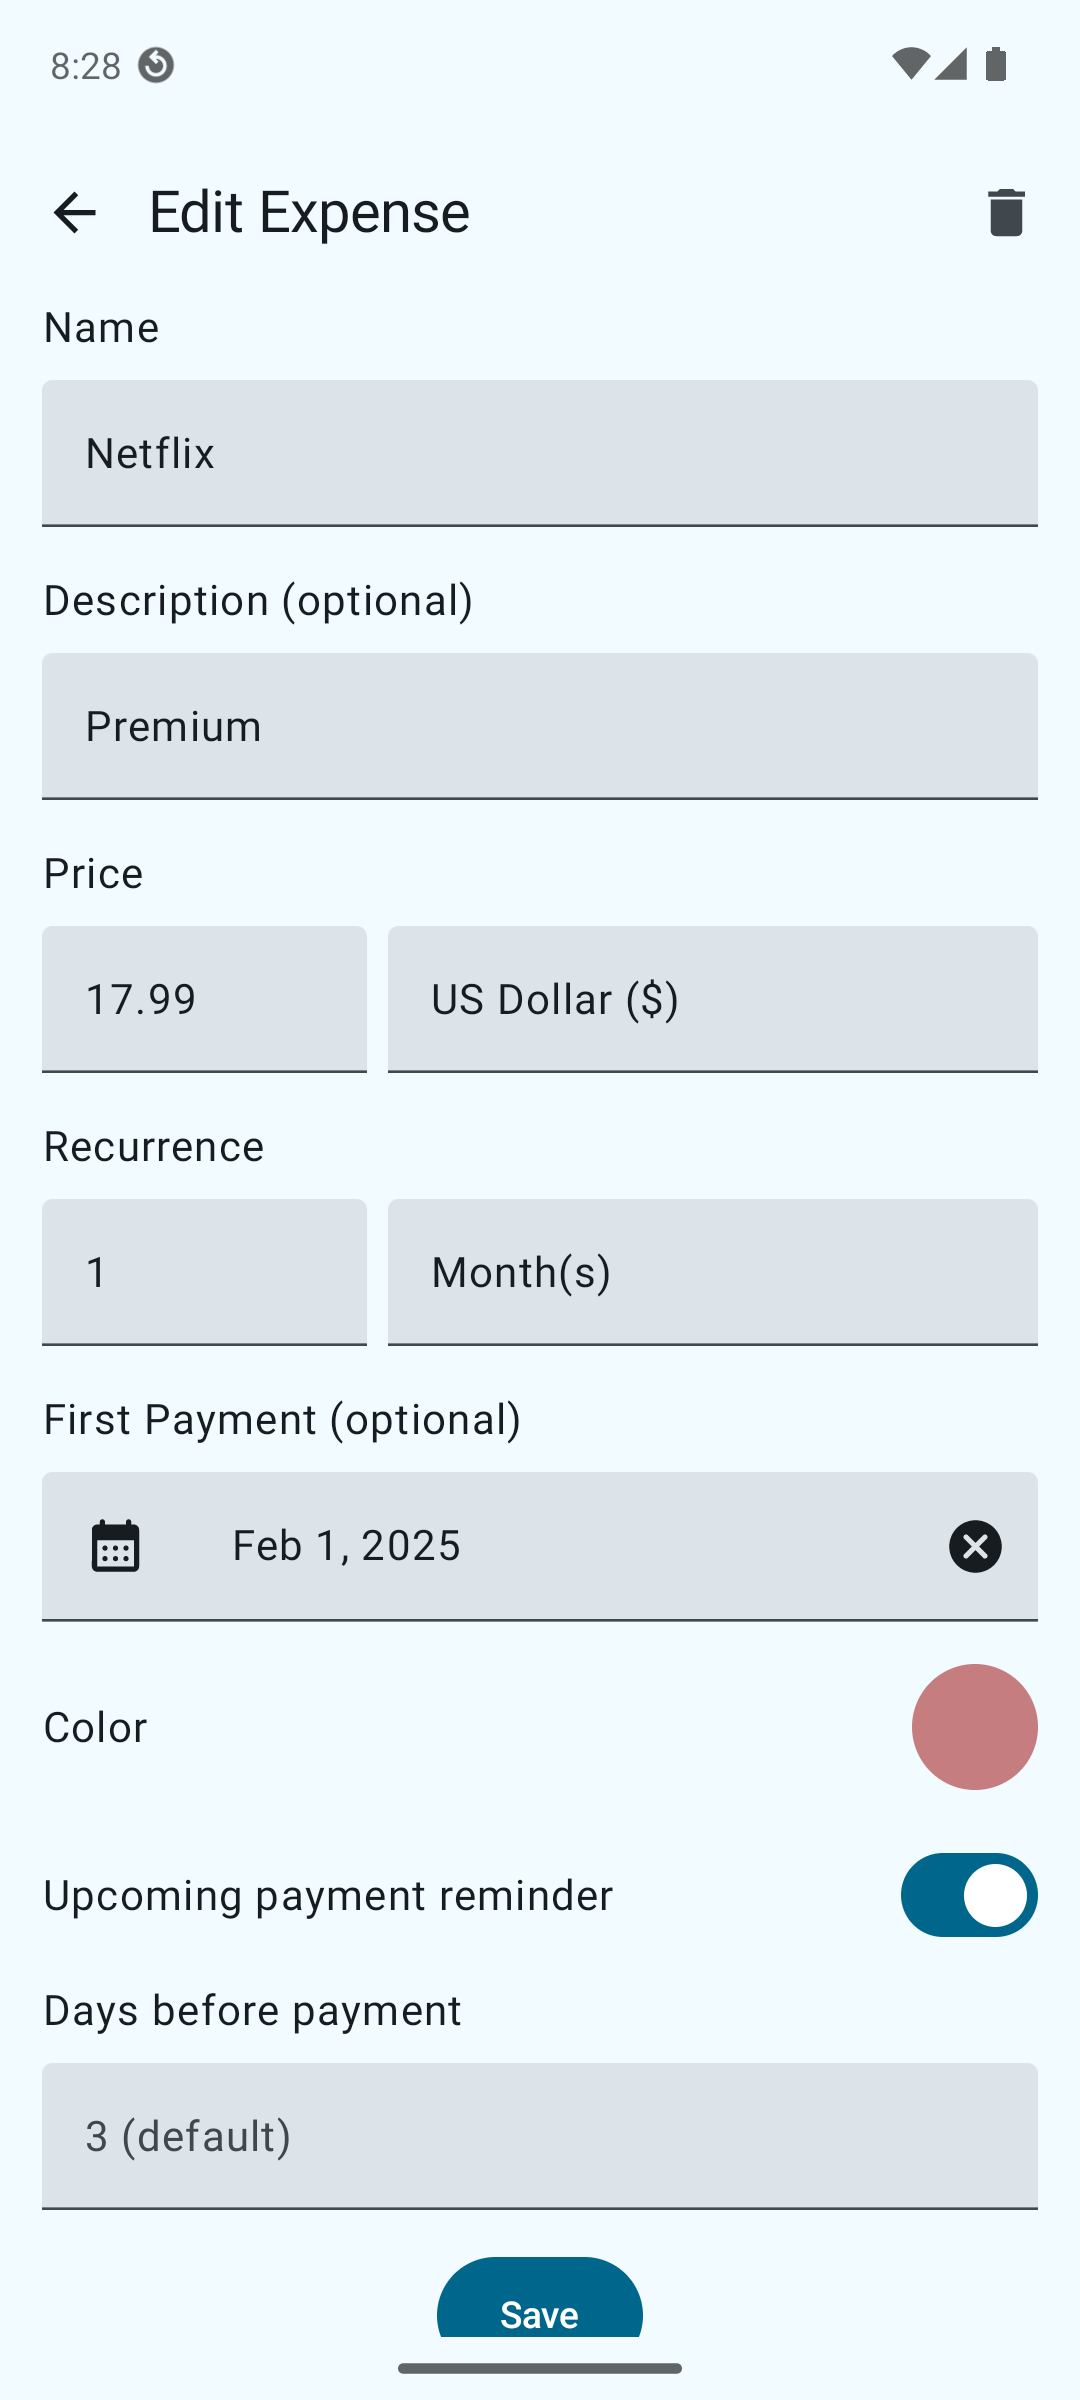 8:28
Edit Expense
Name
Netflix
Description (optional)
Premium
Price
17.99
US Dollar ($)
Recurrence
1
Month(s)
First Payment (optional)
Feb 1, 2025
Color
Upcoming payment reminder
Days before payment
3 (default)
Save